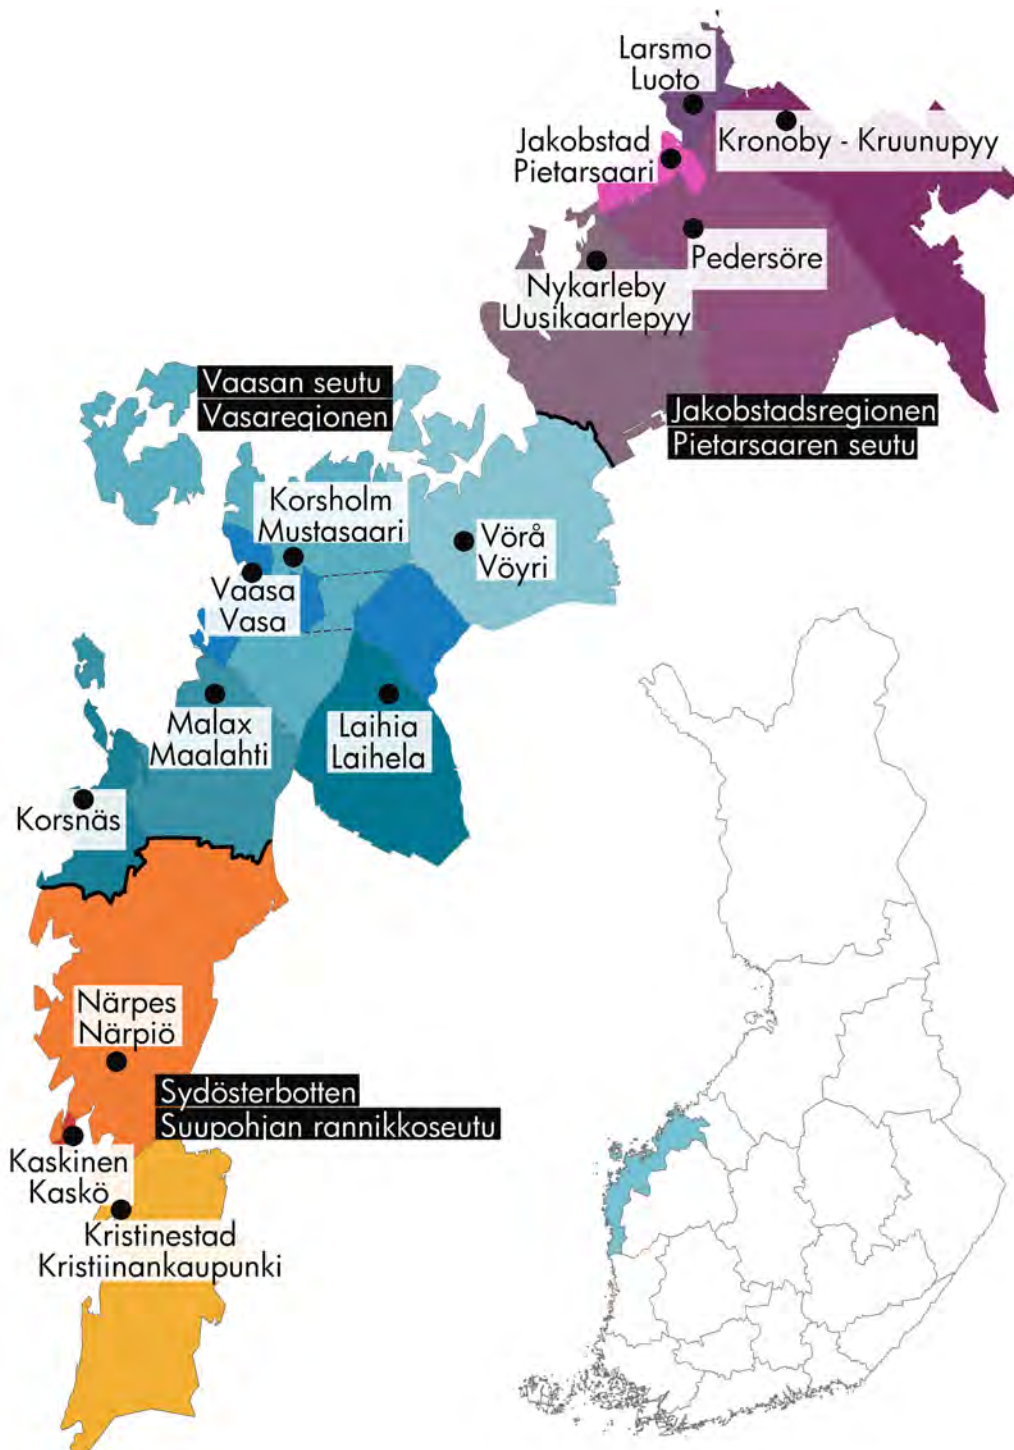 Larsmo
Luoto
Jakobstad
Pietarsaari
Kronoby - Kruunupyy
Pedersöre
Nykarleby
Uusikaarlepyy
Vaasan seutu
Vasaregionen
Jakobstadsregionen
Pietarsaaren seutu
Korsholm
Mustasaari
Vörå
Vöyri
Vaasa
Vasa
Malax
Maalahti
Laihia
Laihela
Korsnäs
Närpes
Närpiö
Sydösterbotten
Suupohjan rannikkoseutu
Kaskinen
Kaskö
Kristinestad
Kristiinankaupunki